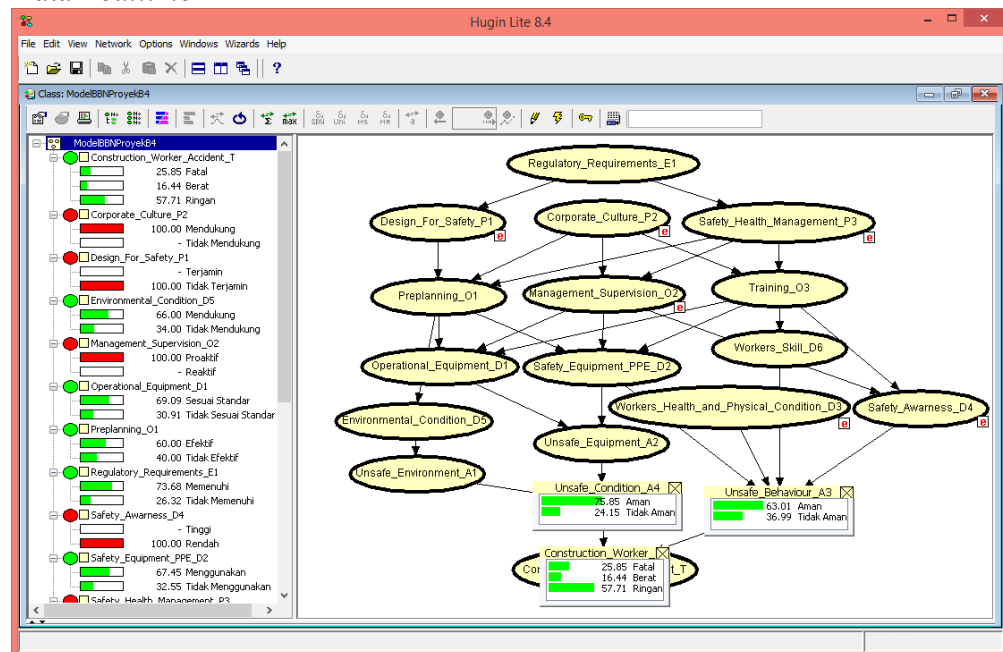 Hugin Lite 8.4
File Edit View Network Options Windows Wizards Help
Class: ModelBBNProyekB4
ModelBBNProyekB4
Construction_Worker_Accident_T
25.85 Fatal
16.44 Berat
57.71 Ringan
Corporate_Culture_P2
100.00 Mendukung
- Tidak Mendukung
Design_For_Safety_P1
- Terjamin
100.00 Tidak Terjamin
Environmental_Condition_D5
66.00 Mendukung
34.00 Tidak Mendukung
Management_Supervision_O2
100.00 Proaktif
- Reaktif
Operational_Equipment_D1
69.09 Sesuai Standar
30.91 Tidak Sesuai Standar
Preplanning_O1
60.00 Efektif
40.00 Tidak Efektif
Regulatory_Requirements_E1
73.68 Memenuhi
26.32 Tidak Memenuhi
Safety_Awarness_D4
- Tinggi
100.00 Rendah
Safety_Equipment_PPE_D2
67.45 Menggunakan
32.55 Tidak Menggunakan
Safety_Health_Management_P3
Regulatory_Requirements_E1
Design_For_Safety_P1
e
Corporate_Culture_P2
e
Safety_Health_Management_P3
e
Preplanning_O1
Management_Supervision_O2
e
Training_O3
Workers_Skill_D6
Operational_Equipment_D1
Safety_Equipment_PPE_D2
Environmental_Condition_D5
Workers_Health_and_Physical_Condition_D3
e
Safety_Awarness_D4
e
Unsafe_Equipment_A2
Unsafe_Environment_A1
Unsafe_Condition_A4
75.85 Aman
24.15 Tidak Aman
Unsafe_Behaviour_A3
63.01 Aman
36.99 Tidak Aman
Construction_Worker_
25.85 Fatal
16.44 Berat
57.71 Ringan